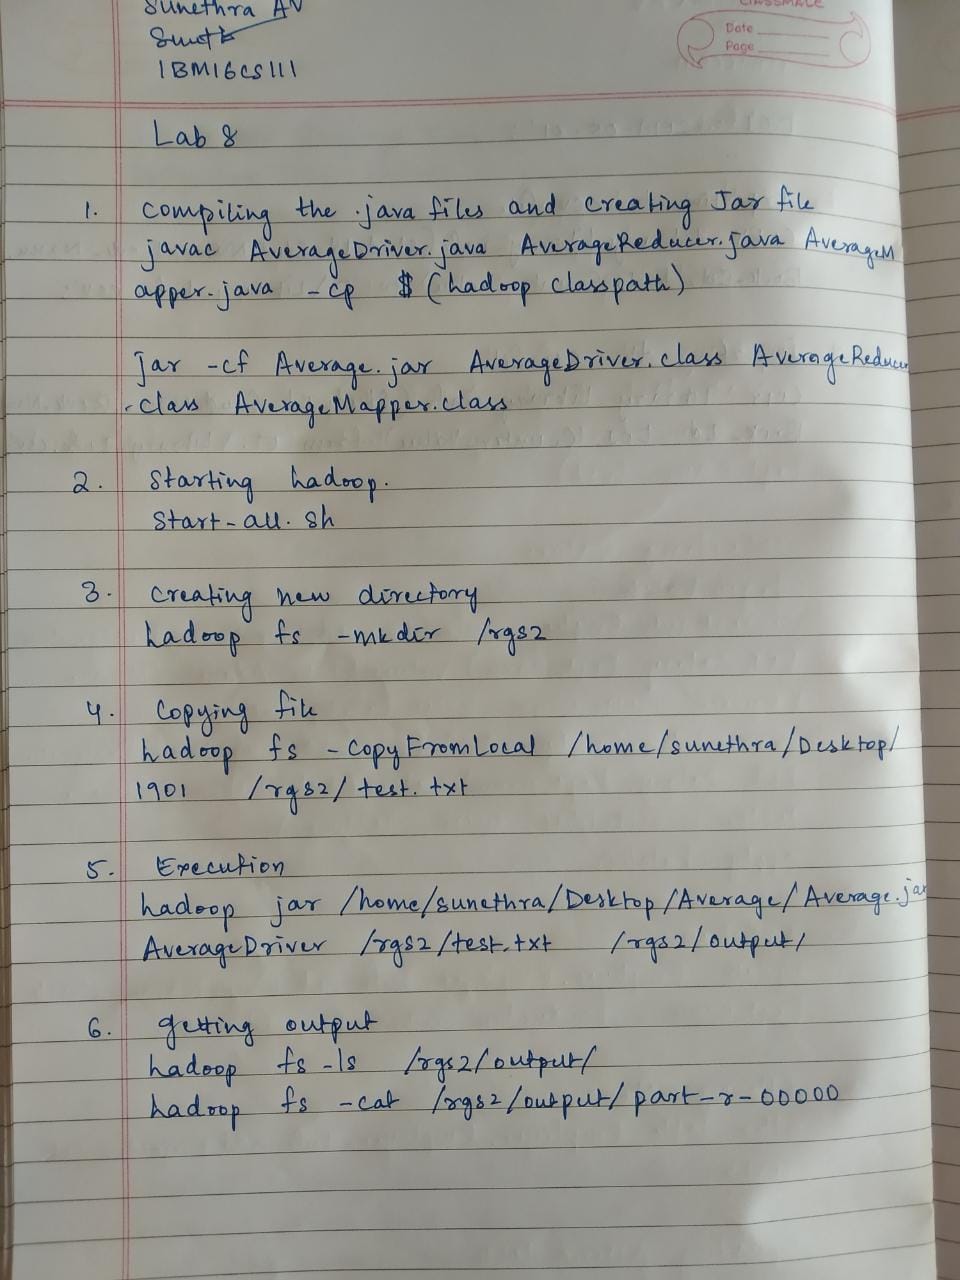 Sunethra AV
1BM16CS111
CLASSMATE
Date
Page
Lab 8
1. Compiling the .java files and creating Jar file
javac AverageDriver.java AverageReducer.java AverageM
apper.java -cp $ (hadoop classpath)
jar -cf Average.jar AverageDriver.class AverageReducer
.class AverageMapper.class
2. Starting hadoop.
Start-all.sh
3. creating new directory
hadoop fs -mkdir /rgs2
4. Copying file
hadoop fs -copyFromLocal /home/sunethra/Desktop/
1901 /rgs2/test.txt
5. Execution
hadoop jar /home/sunethra/Desktop/Average/Average.jar
AverageDriver /rgs2/test.txt /rgs2/output/
6. getting output
hadoop fs -ls /rgs2/output/
hadoop fs -cat /rgs2/output/part-r-00000